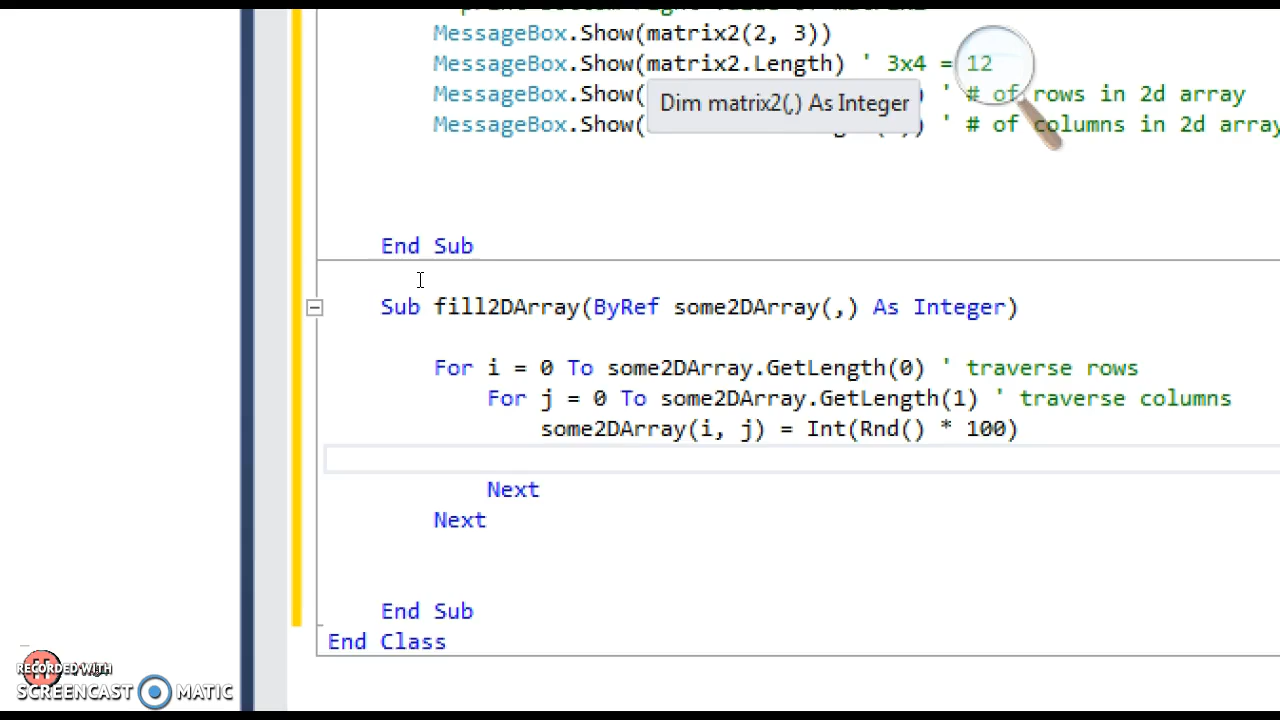 MessageBox.Show(matrix2(2, 3))
MessageBox.Show(matrix2.Length) ' 3x4 = 12
MessageBox.Show( ) ' # of rows in 2d array
Dim matrix2(,) As Integer
MessageBox.Show( ) ' # of columns in 2d array
End Sub
Sub fill2DArray(ByRef some2DArray(,) As Integer)
For i = 0 To some2DArray.GetLength(0) ' traverse rows
For j = 0 To some2DArray.GetLength(1) ' traverse columns
some2DArray(i, j) = Int(Rnd() * 100)
Next
Next
End Sub
End Class
RECORDED WITH
SCREENCAST MATIC